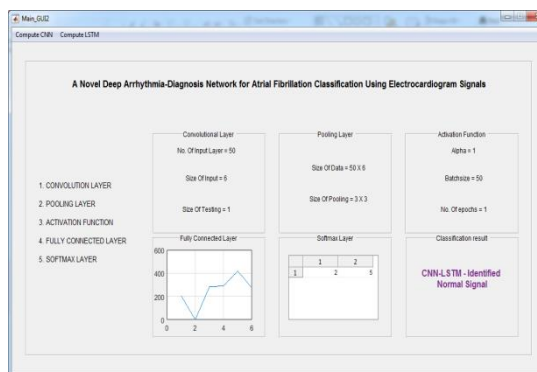 Main_GUI2
Compute CNN Compute LSTM
A Novel Deep Arrhythmia-Diagnosis Network for Atrial Fibrillation Classification Using Electrocardiogram Signals
1. CONVOLUTION LAYER
2. POOLING LAYER
3. ACTIVATION FUNCTION
4. FULLY CONNECTED LAYER
5. SOFTMAX LAYER
Convolutional Layer
No. Of Input Layer = 50
Size Of Input = 6
Size Of Testing = 1
Pooling Layer
Size Of Data = 50 X 6
Size Of Pooling = 3 X 3
Activation Function
Alpha = 1
Batchsize = 50
No. Of epochs = 1
Fully Connected Layer
600
400
200
0
0 2 4 6
Softmax Layer
1 2
1 2 5
Classification result
CNN-LSTM - Identified
Normal Signal